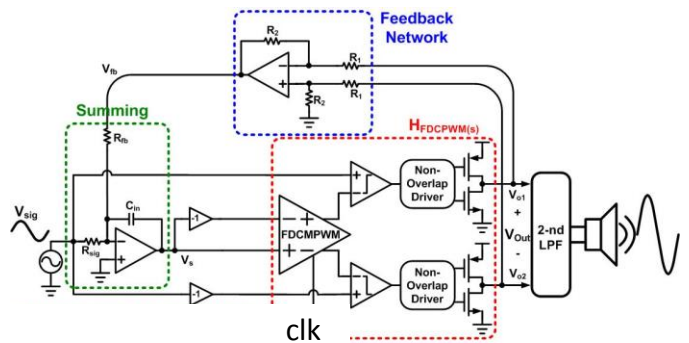 Feedback
Network
R2
R1
Vfb
R1
R2
Summing
HFDCPWM(s)
Rfb
Non-
Overlap
Driver
Vsig
Cin
-1
FDCMPWM
Vo1
+
VOut
-
Vo2
2-nd
LPF
Rsig
Vs
Non-
Overlap
Driver
-1
clk